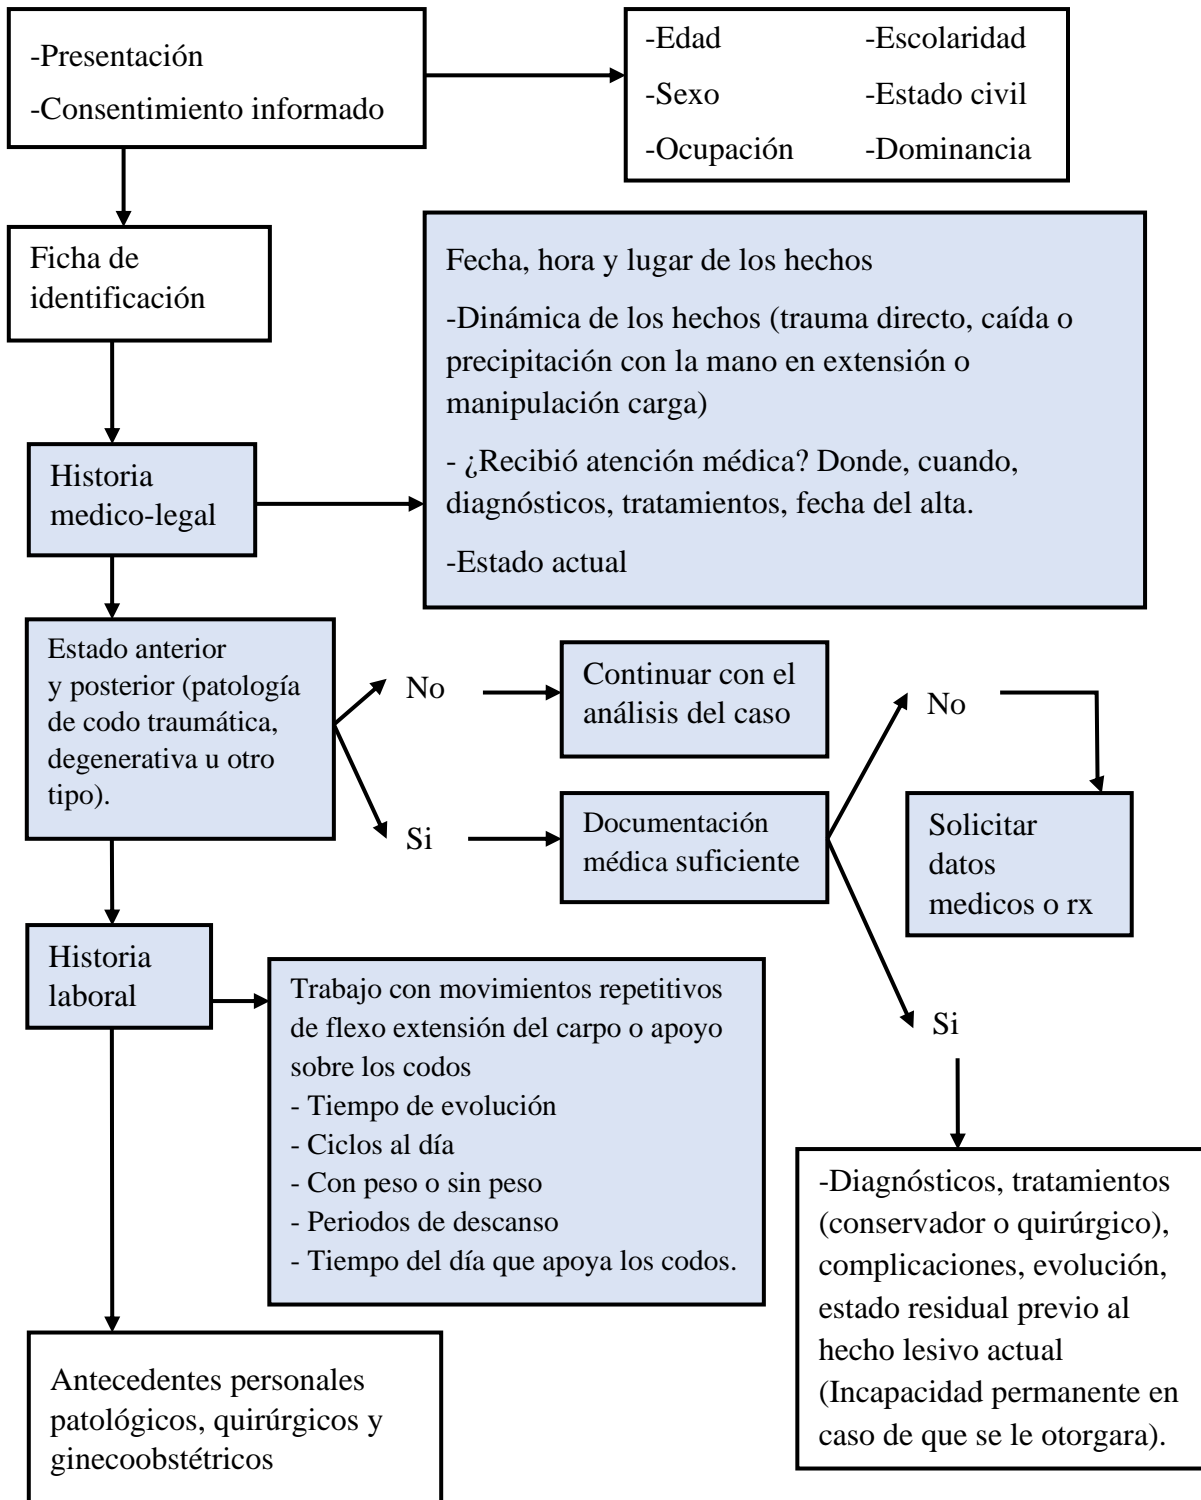 -Presentación
-Consentimiento informado
-Edad
-Escolaridad
-Sexo
-Estado civil
-Ocupación
-Dominancia
Ficha de
identificación
Fecha, hora y lugar de los hechos
-Dinámica de los hechos (trauma directo, caída o
precipitación con la mano en extensión o
manipulación carga)
- ¿Recibió atención médica? Donde, cuando,
diagnósticos, tratamientos, fecha del alta.
-Estado actual
Historia
medico-legal
Estado anterior
y posterior (patología
de codo traumática,
degenerativa u otro
tipo).
No
Continuar con el
análisis del caso
Si
Documentación
médica suficiente
No
Solicitar
datos
medicos o rx
Si
-Diagnósticos, tratamientos
(conservador o quirúrgico),
complicaciones, evolución,
estado residual previo al
hecho lesivo actual
(Incapacidad permanente en
caso de que se le otorgara).
Historia
laboral
Trabajo con movimientos repetitivos
de flexo extensión del carpo o apoyo
sobre los codos
- Tiempo de evolución
- Ciclos al día
- Con peso o sin peso
- Periodos de descanso
- Tiempo del día que apoya los codos.
Antecedentes personales
patológicos, quirúrgicos y
ginecoobstétricos